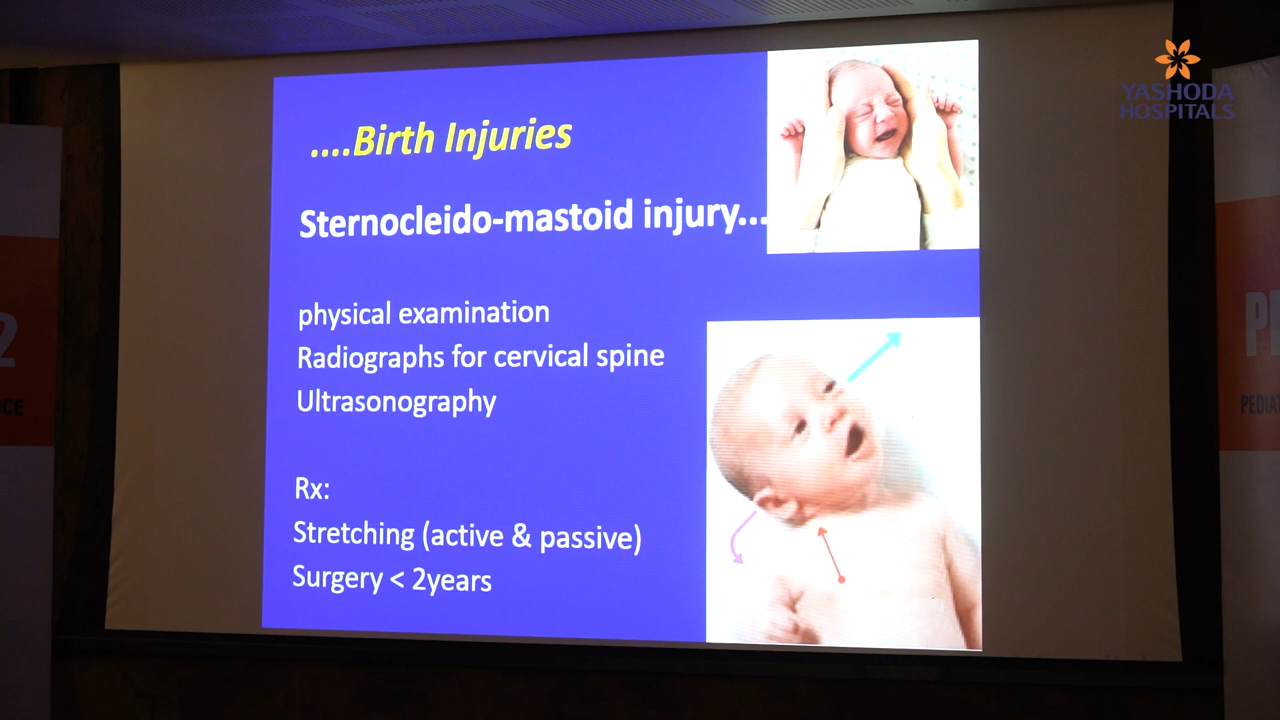 YASHODA
HOSPITALS
....Birth Injuries
Sternocleido-mastoid injury...
physical examination
Radiographs for cervical spine
Ultrasonography
Rx:
Stretching (active & passive)
Surgery < 2years
2